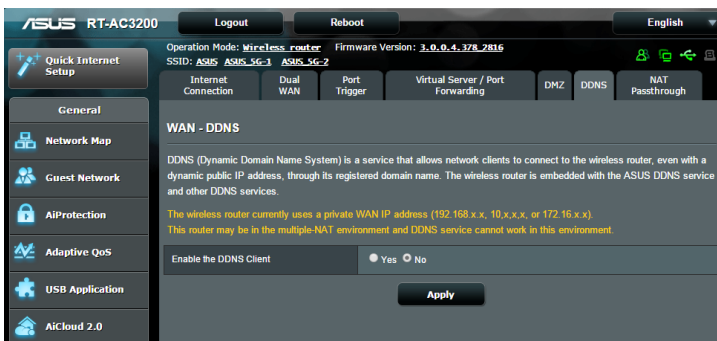 ASUS RT-AC3200
Logout
Reboot
English
Quick Internet Setup
Operation Mode: Wireless router Firmware Version: 3.0.0.4.378_2816
SSID: ASUS ASUS_5G-1 ASUS_5G-2
Internet Connection
Dual WAN
Port Trigger
Virtual Server / Port Forwarding
DMZ
DDNS
NAT Passthrough
General
Network Map
Guest Network
AiProtection
Adaptive QoS
USB Application
AiCloud 2.0
WAN - DDNS
DDNS (Dynamic Domain Name System) is a service that allows network clients to connect to the wireless router, even with a
dynamic public IP address, through its registered domain name. The wireless router is embedded with the ASUS DDNS service
and other DDNS services.
The wireless router currently uses a private WAN IP address (192.168.x.x, 10,x,x,x, or 172.16.x.x).
This router may be in the multiple-NAT environment and DDNS service cannot work in this environment.
Enable the DDNS Client
Yes No
Apply